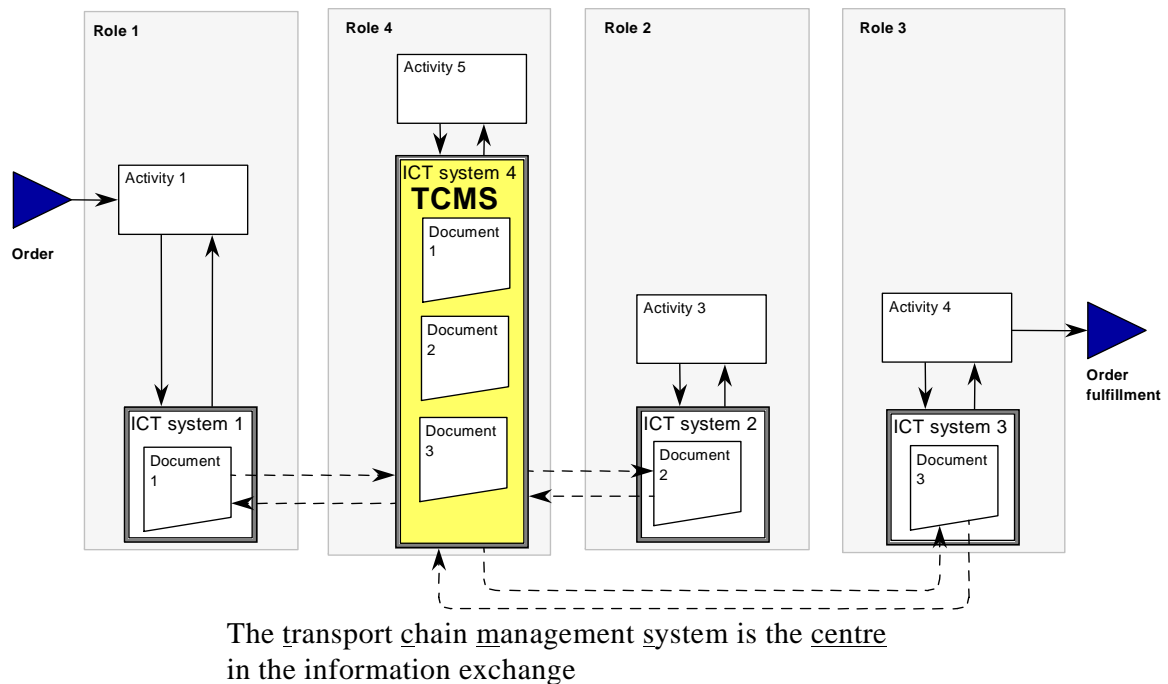 Role 1
Role 4
Role 2
Role 3
Activity 5
Activity 1
ICT system 4
TCMS
Document
1
Order
Activity 3
Activity 4
Document
2
Order
fulfillment
ICT system 1
Document
3
ICT system 2
ICT system 3
Document
1
Document
2
Document
3
The transport chain management system is the centre
in the information exchange